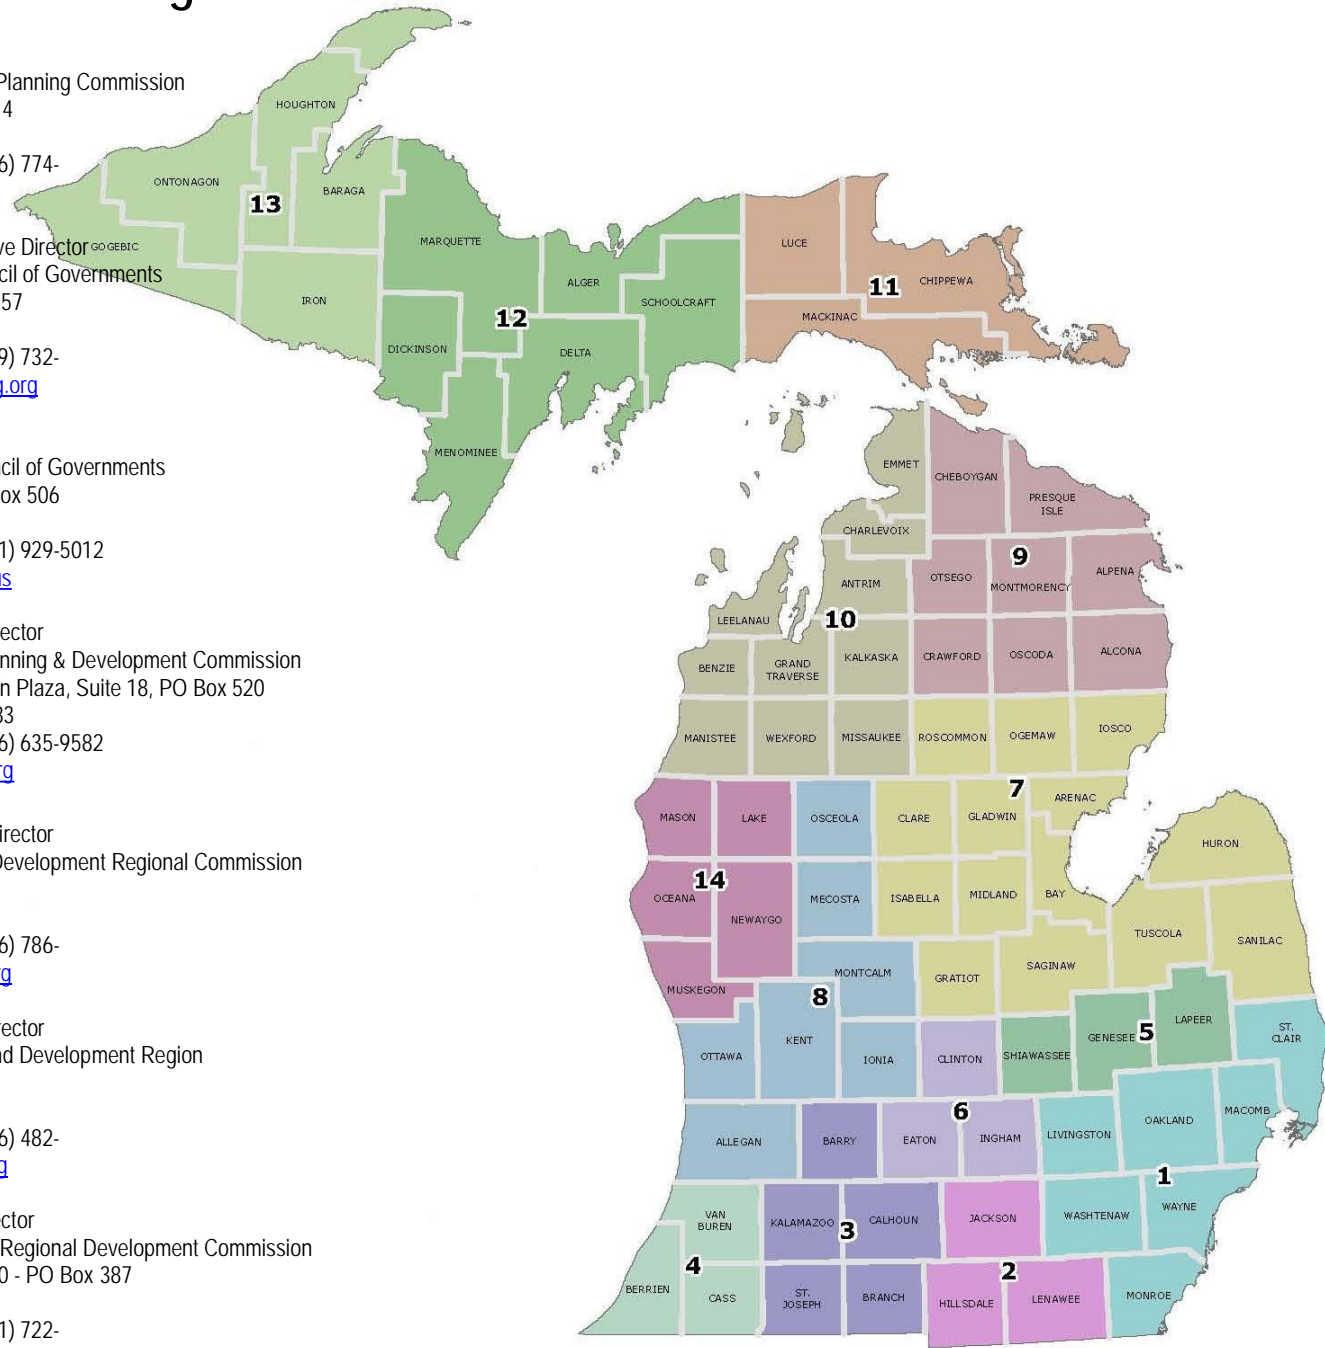 g
Planning Commission
4
6) 774-
ve Director
cil of Governments
57
9) 732-
g.org
cil of Governments
ox 506
1) 929-5012
us
ector
nning & Development Commission
n Plaza, Suite 18, PO Box 520
33
6) 635-9582
rg
irector
Development Regional Commission
6) 786-
rg
rector
nd Development Region
6) 482-
g
ector
Regional Development Commission
0 - PO Box 387
1) 722-
HOUGHTON
ONTONAGON
BARAGA
13
GOGEBIC
IRON
MARQUETTE
ALGER
SCHOOLCRAFT
12
DICKINSON
DELTA
MENOMINEE
LUCE
CHIPPEWA
11
MACKINAC
EMMET
CHEBOYGAN
PRESQUE
ISLE
CHARLEVOIX
9
ANTRIM
OTSEGO
MONTMORENCY
ALPENA
LEELANAU
10
BENZIE
GRAND
TRAVERSE
KALKASKA
CRAWFORD
OSCODA
ALCONA
MANISTEE
WEXFORD
MISSAUKEE
ROSCOMMON
OGEMAW
IOSCO
7
ARENAC
MASON
LAKE
OSCEOLA
CLARE
GLADWIN
HURON
14
OCEANA
NEWAYGO
MECOSTA
ISABELLA
MIDLAND
BAY
TUSCOLA
SANILAC
MUSKEGON
MONTCALM
GRATIOT
SAGINAW
8
OTTAWA
KENT
IONIA
CLINTON
SHIAWASSEE
GENESEE
5
LAPEER
ST.
CLAIR
ALLEGAN
BARRY
EATON
6
INGHAM
LIVINGSTON
OAKLAND
MACOMB
1
VAN
BUREN
KALAMAZOO
3
CALHOUN
JACKSON
WASHTENAW
WAYNE
4
BERRIEN
CASS
ST.
JOSEPH
BRANCH
2
HILLSDALE
LENAWEE
MONROE